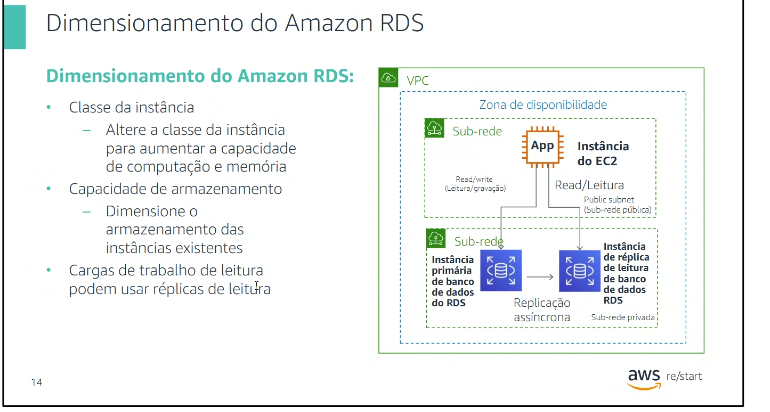 Dimensionamento do Amazon RDS
Dimensionamento do Amazon RDS:
• Classe da instância
– Altere a classe da instância
para aumentar a capacidade
de computação e memória
• Capacidade de armazenamento
– Dimensione o
armazenamento das
instâncias existentes
• Cargas de trabalho de leitura
podem usar réplicas de leitura
VPC
Zona de disponibilidade
Sub-rede
App
Instância
do EC2
Read/write
(Leitura/gravação)
Read/Leitura
Public subnet
(Sub-rede pública)
Sub-rede
Instância
primária
de banco
de dados
do RDS
Replicação
assíncrona
Instância
de réplica
de leitura
de banco
de dados
RDS
Sub-rede privada
14
aws re/start